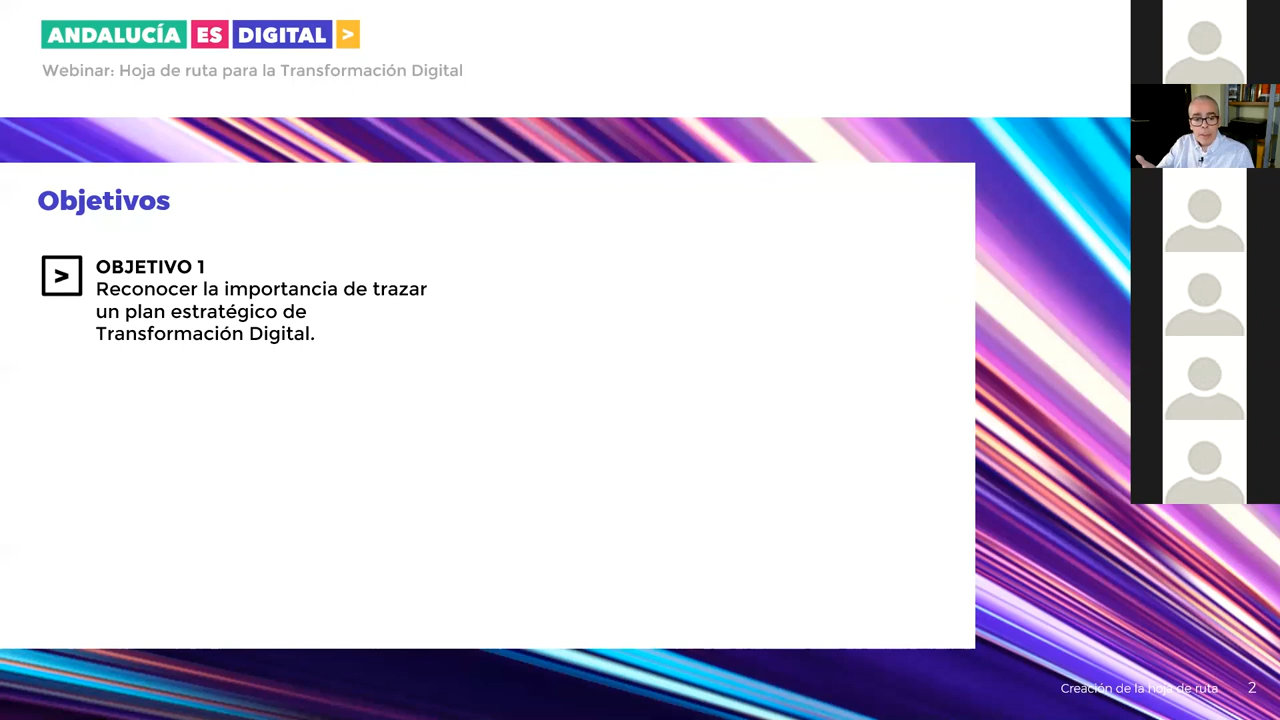 ANDALUCÍA ES DIGITAL >
Webinar: Hoja de ruta para la Transformación Digital
Objetivos
> OBJETIVO 1
Reconocer la importancia de trazar
un plan estratégico de
Transformación Digital.
Creación de la hoja de ruta 2